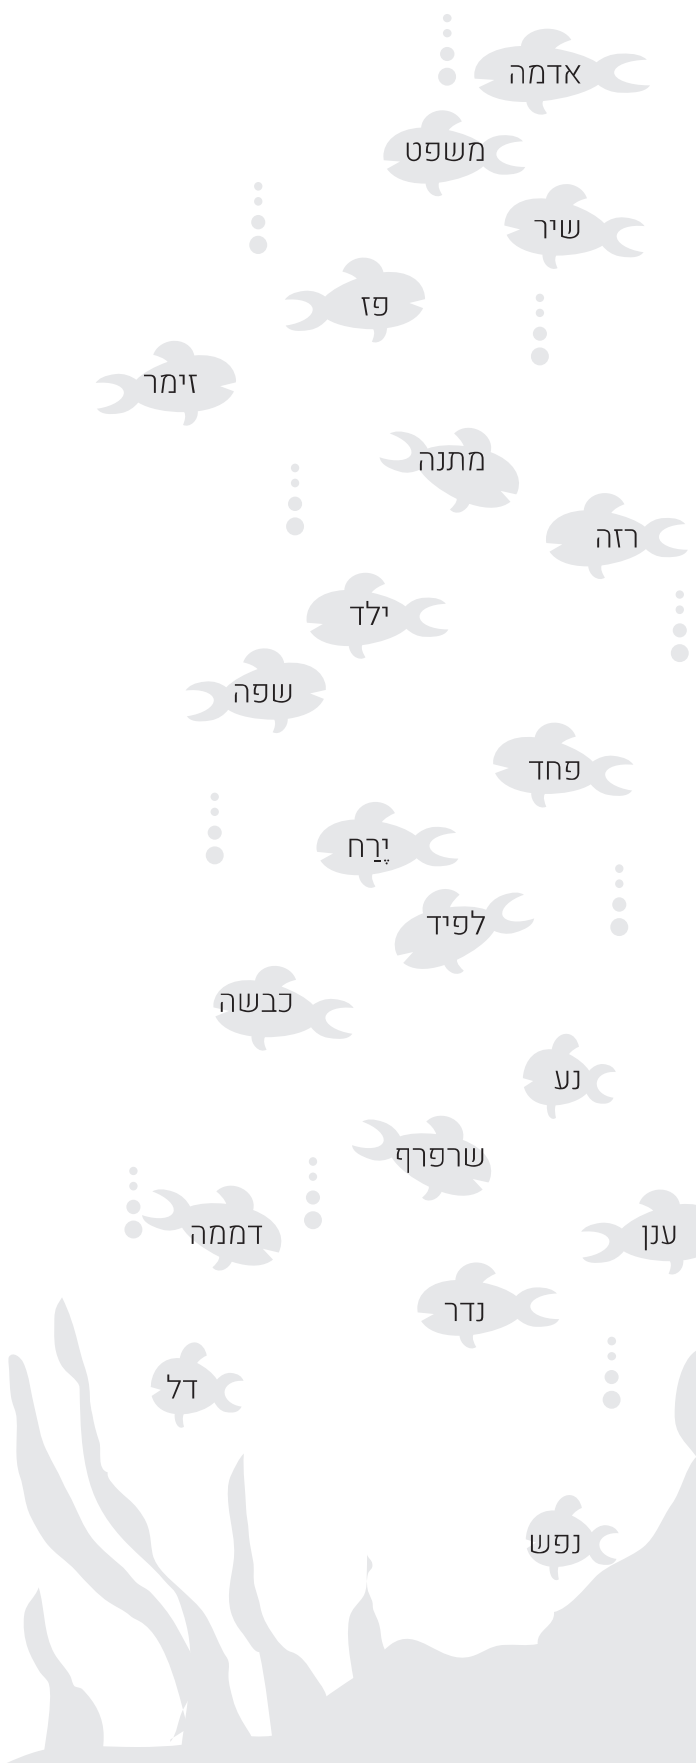 אדמה
משפט
שיר
פז
זימר
מתנה
רזה
ילד
שפה
פחד
יָרֵַח
לפיד
כבשה
נע
שרפרף
דממה
ענן
נדר
דל
נפש